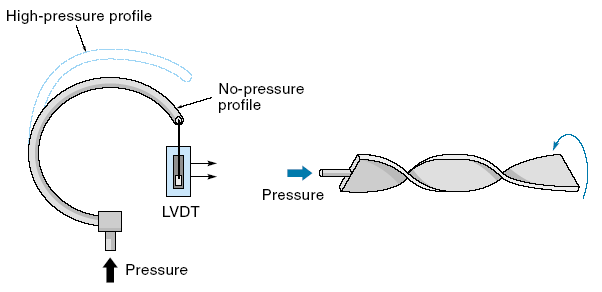 High-pressure profile
No-pressure
profile
LVDT
Pressure
Pressure